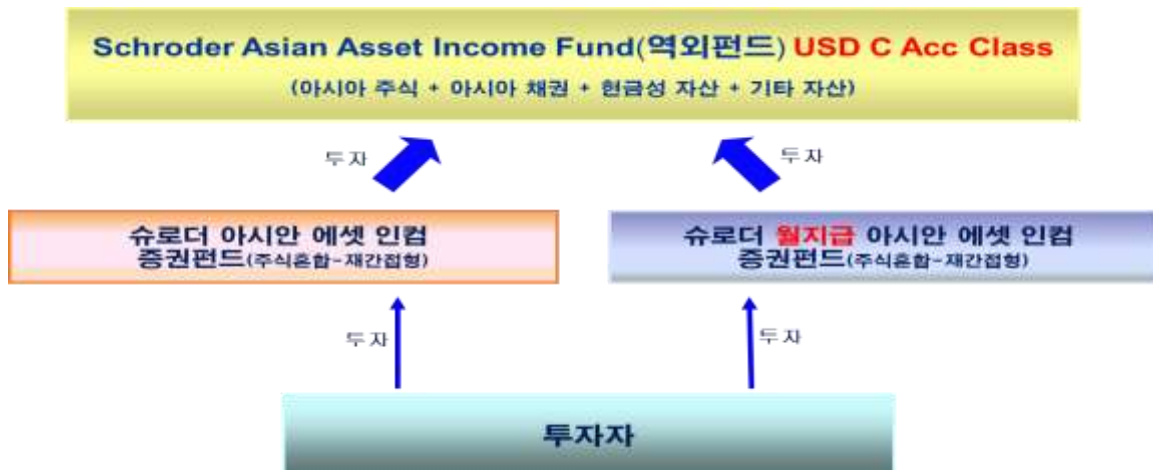 Schroder Asian Asset Income Fund(역외펀드) USD C Acc Class
(아시아 주식 + 아시아 채권 + 현금성 자산 + 기타 자산)
투자
투자
슈로더 아시안 에셋 인컴
증권펀드(주식혼합-재간접형)
슈로더 월지급 아시안 에셋 인컴
증권펀드(주식혼합-재간접형)
투자
투자
투자자